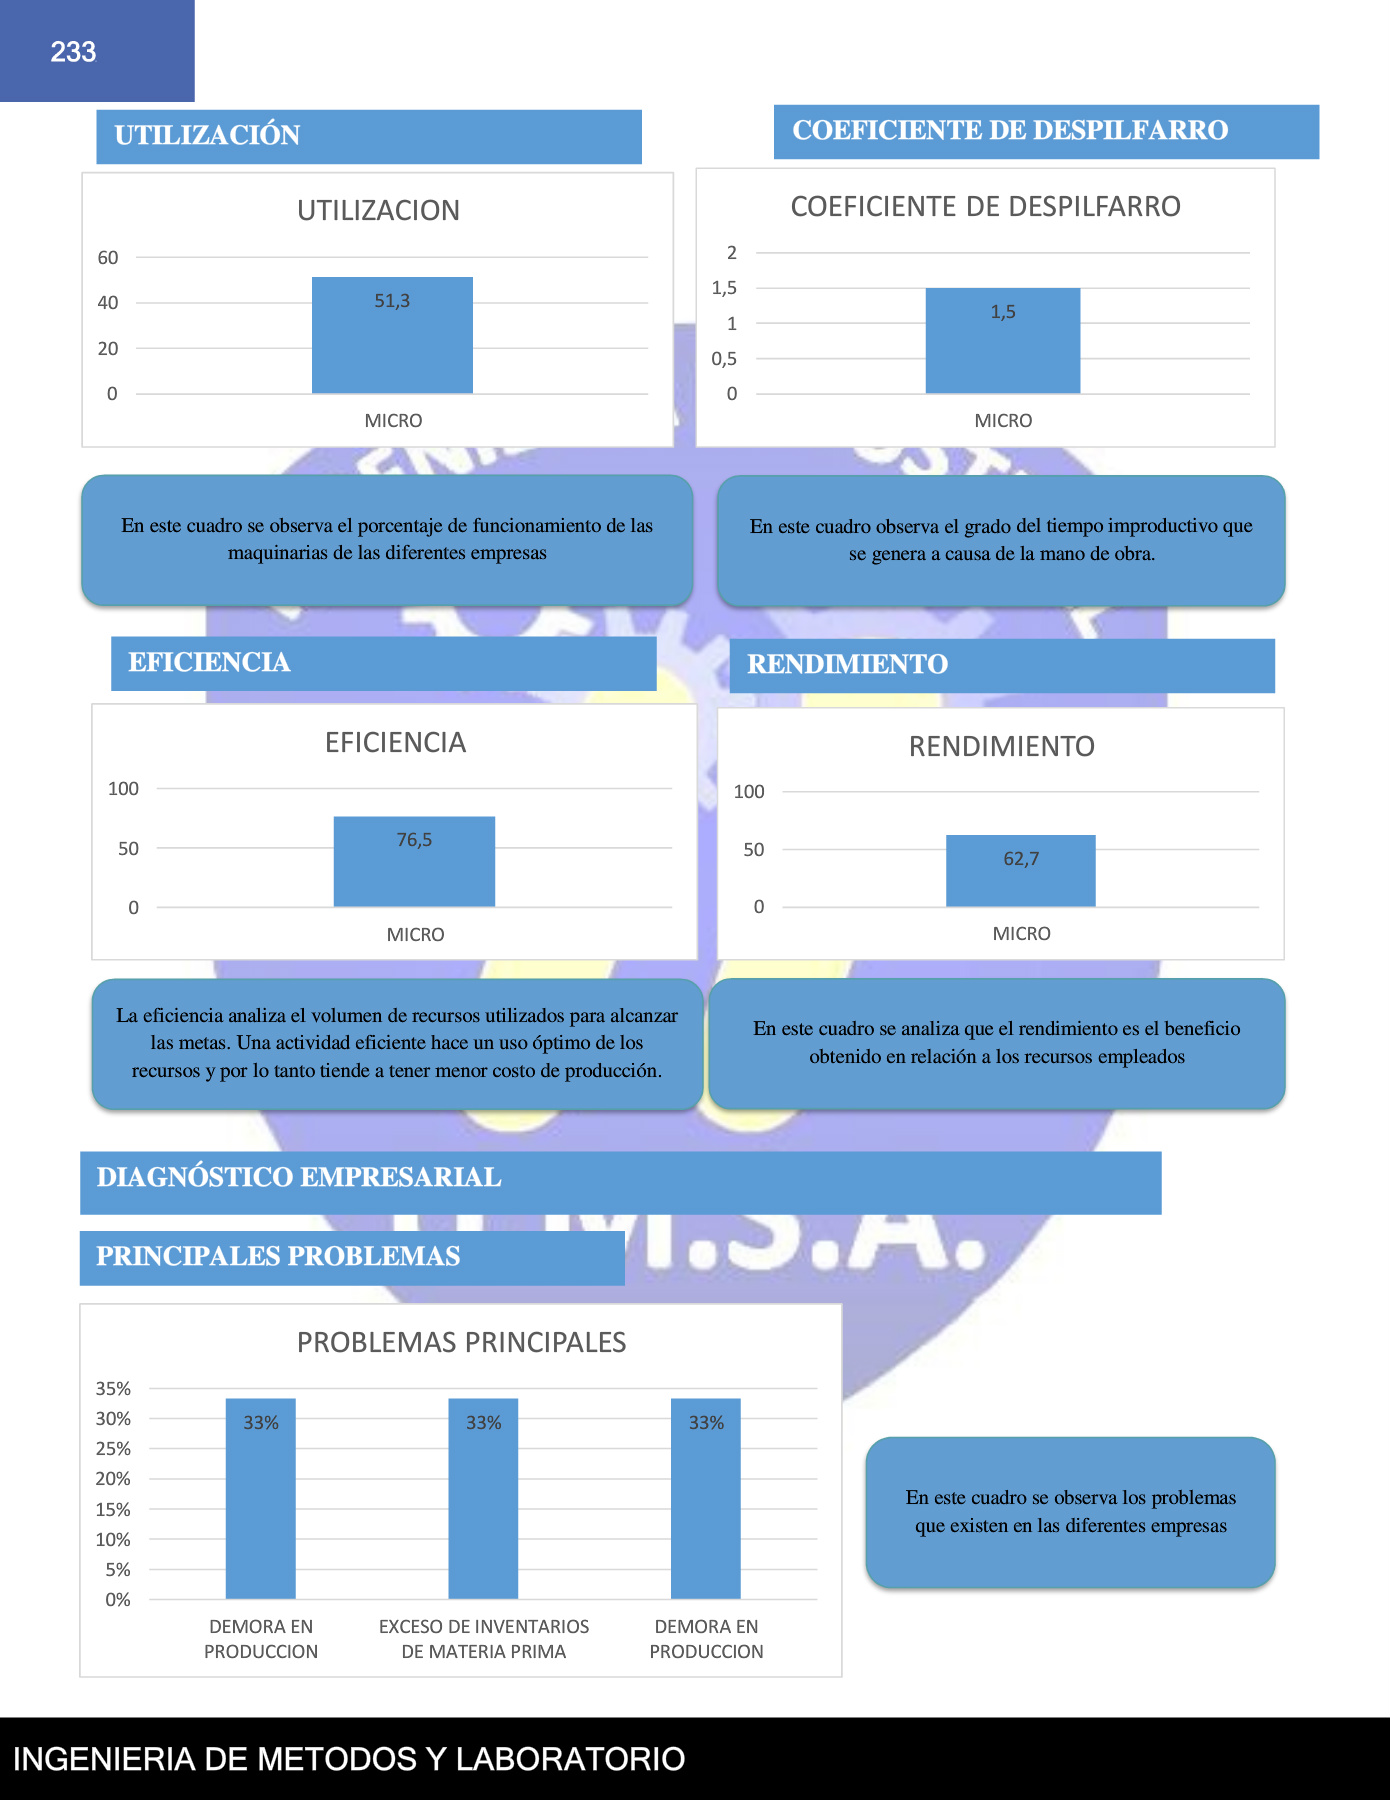 233
UTILIZACIÓN
UTILIZACION
60
40
20
0
51,3
MICRO
En este cuadro se observa el porcentaje de funcionamiento de las
maquinarias de las diferentes empresas
COEFICIENTE DE DESPILFARRO
COEFICIENTE DE DESPILFARRO
2
1,5
1
0,5
0
1,5
MICRO
En este cuadro observa el grado del tiempo improductivo que
se genera a causa de la mano de obra.
EFICIENCIA
EFICIENCIA
100
50
0
76,5
MICRO
La eficiencia analiza el volumen de recursos utilizados para alcanzar
las metas. Una actividad eficiente hace un uso óptimo de los
recursos y por lo tanto tiende a tener menor costo de producción.
RENDIMIENTO
RENDIMIENTO
100
50
0
62,7
MICRO
En este cuadro se analiza que el rendimiento es el beneficio
obtenido en relación a los recursos empleados
DIAGNÓSTICO EMPRESARIAL
PRINCIPALES PROBLEMAS
PROBLEMAS PRINCIPALES
35%
30%
25%
20%
15%
10%
5%
0%
33%
33%
33%
DEMORA EN
PRODUCCION
EXCESO DE INVENTARIOS
DE MATERIA PRIMA
DEMORA EN
PRODUCCION
En este cuadro se observa los problemas
que existen en las diferentes empresas
INGENIERIA DE METODOS Y LABORATORIO